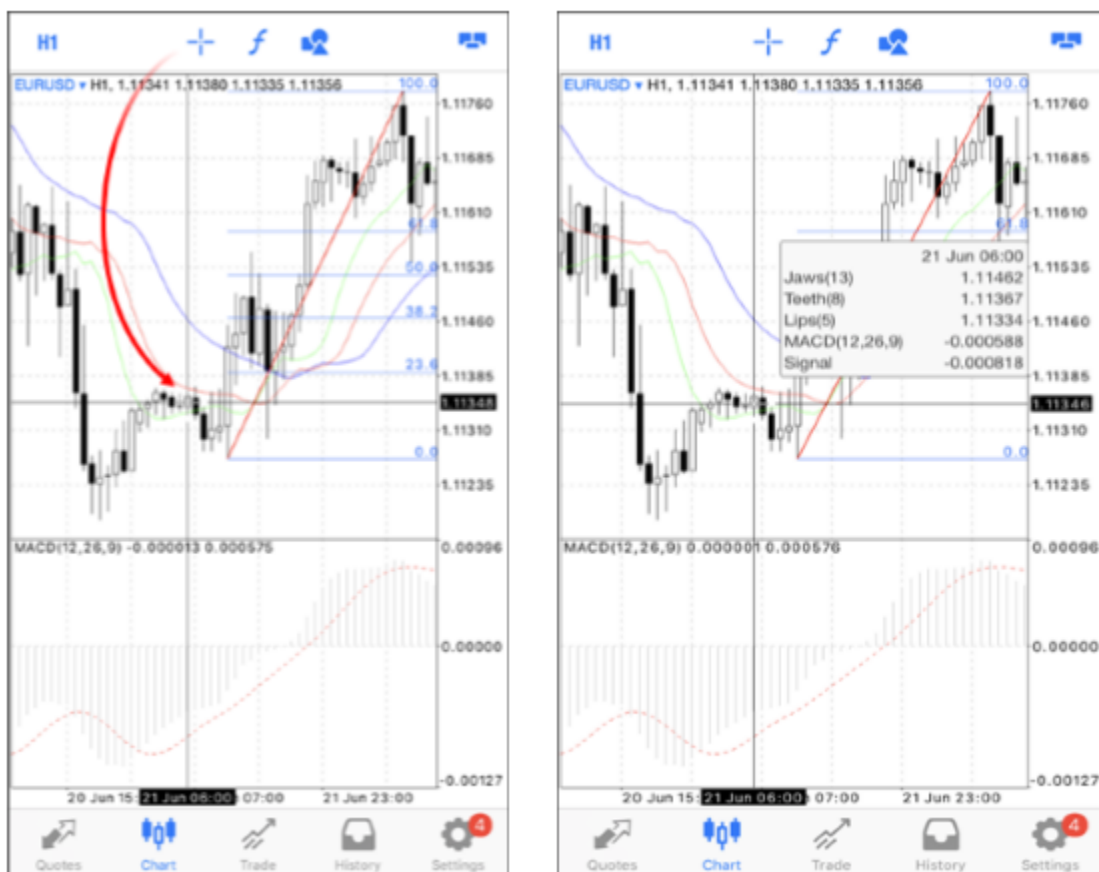 H1
EURUSD ▾ H1, 1.11341 1.11380 1.11335 1.11356
100.0
1.11760
1.11685
1.11610
61.8
1.11535
50.0
1.11460
38.2
1.11385
23.6
1.11348
1.11310
0.0
1.11235
MACD(12,26,9) -0.000013 0.000575
0.00096
0.00000
-0.00127
20 Jun 15: 21 Jun 06:00 07:00 21 Jun 23:00
4
Quotes Chart Trade History Settings
H1
EURUSD ▾ H1, 1.11341 1.11380 1.11335 1.11356
100.0
1.11760
1.11685
1.11610
61.8
21 Jun 06:00
1.11535
Jaws(13) 1.11462
Teeth(8) 1.11367
Lips(5) 1.11334
1.11460
MACD(12,26,9) -0.000588
Signal -0.000818
1.11385
1.11346
1.11310
0.0
1.11235
MACD(12,26,9) 0.000001 0.000576
0.00096
0.00000
-0.00127
20 Jun 15: 21 Jun 06:00 07:00 21 Jun 23:00
4
Quotes Chart Trade History Settings